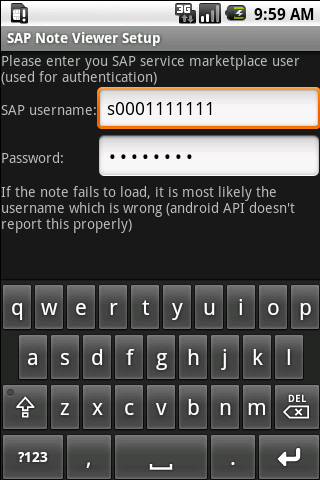 3G 9:59 AM
SAP Note Viewer Setup
Please enter you SAP service marketplace user
(used for authentication)
SAP username: s0001111111
Password: ••••••••
If the note fails to load, it is most likely the
username which is wrong (android API doesn't
report this properly)
q w e r t y u i o p
a s d f g h j k l
z x c v b n m DEL
?123 , .